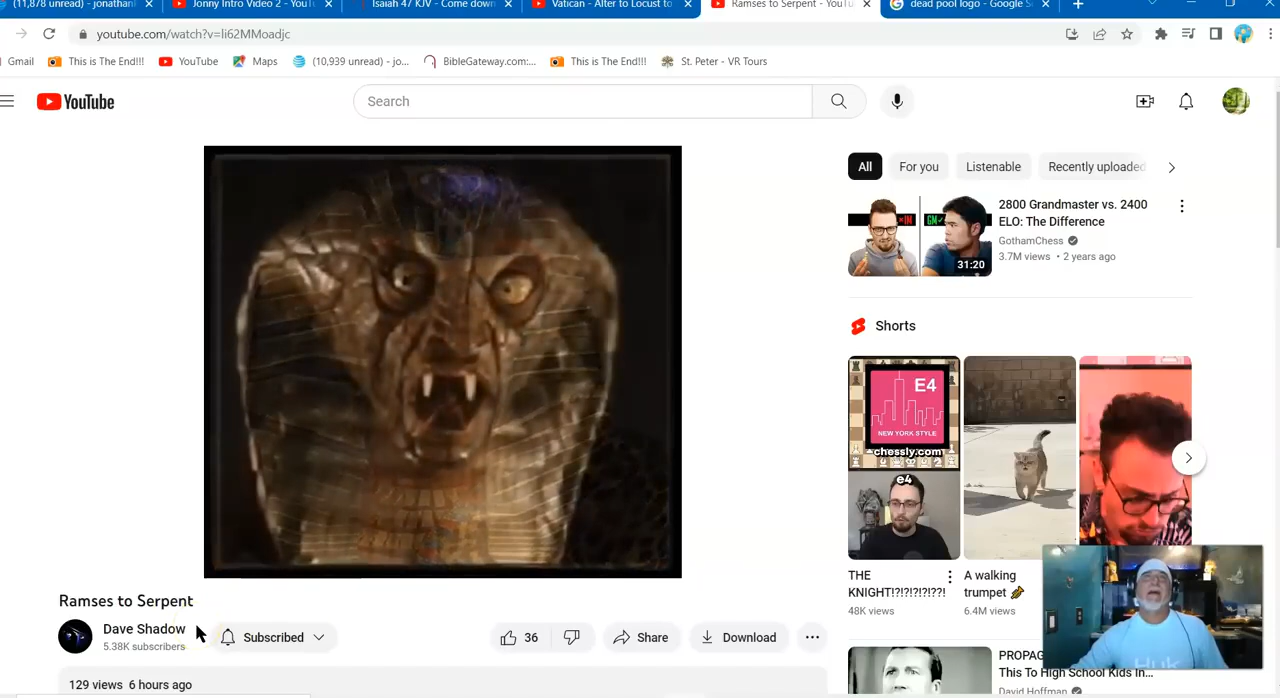 (11,878 unread) - jonathanl
Jonny Intro Video 2 - YouT
Isaiah 47 KJV - Come down
Vatican - Alter to Locust to
Ramses to Serpent - YouTu
dead pool logo - Google S
youtube.com/watch?v=li62MMoadjc
Gmail
This is The End!!!
YouTube
Maps
(10,939 unread) - jo...
BibleGateway.com:...
This is The End!!!
St. Peter - VR Tours
YouTube
Search
All
For you
Listenable
Recently uploaded
2800 Grandmaster vs. 2400
ELO: The Difference
GothamChess
3.7M views • 2 years ago
IM
GM
31:20
Shorts
E4
NEW YORK STYLE
chessly.com
e4
THE
KNIGHT!?!?!?!?!??!
48K views
A walking
trumpet
6.4M views
Ramses to Serpent
Dave Shadow
5.38K subscribers
Subscribed
36
Share
Download
129 views 6 hours ago
PROPAG
This To High School Kids In...
David Hoffman